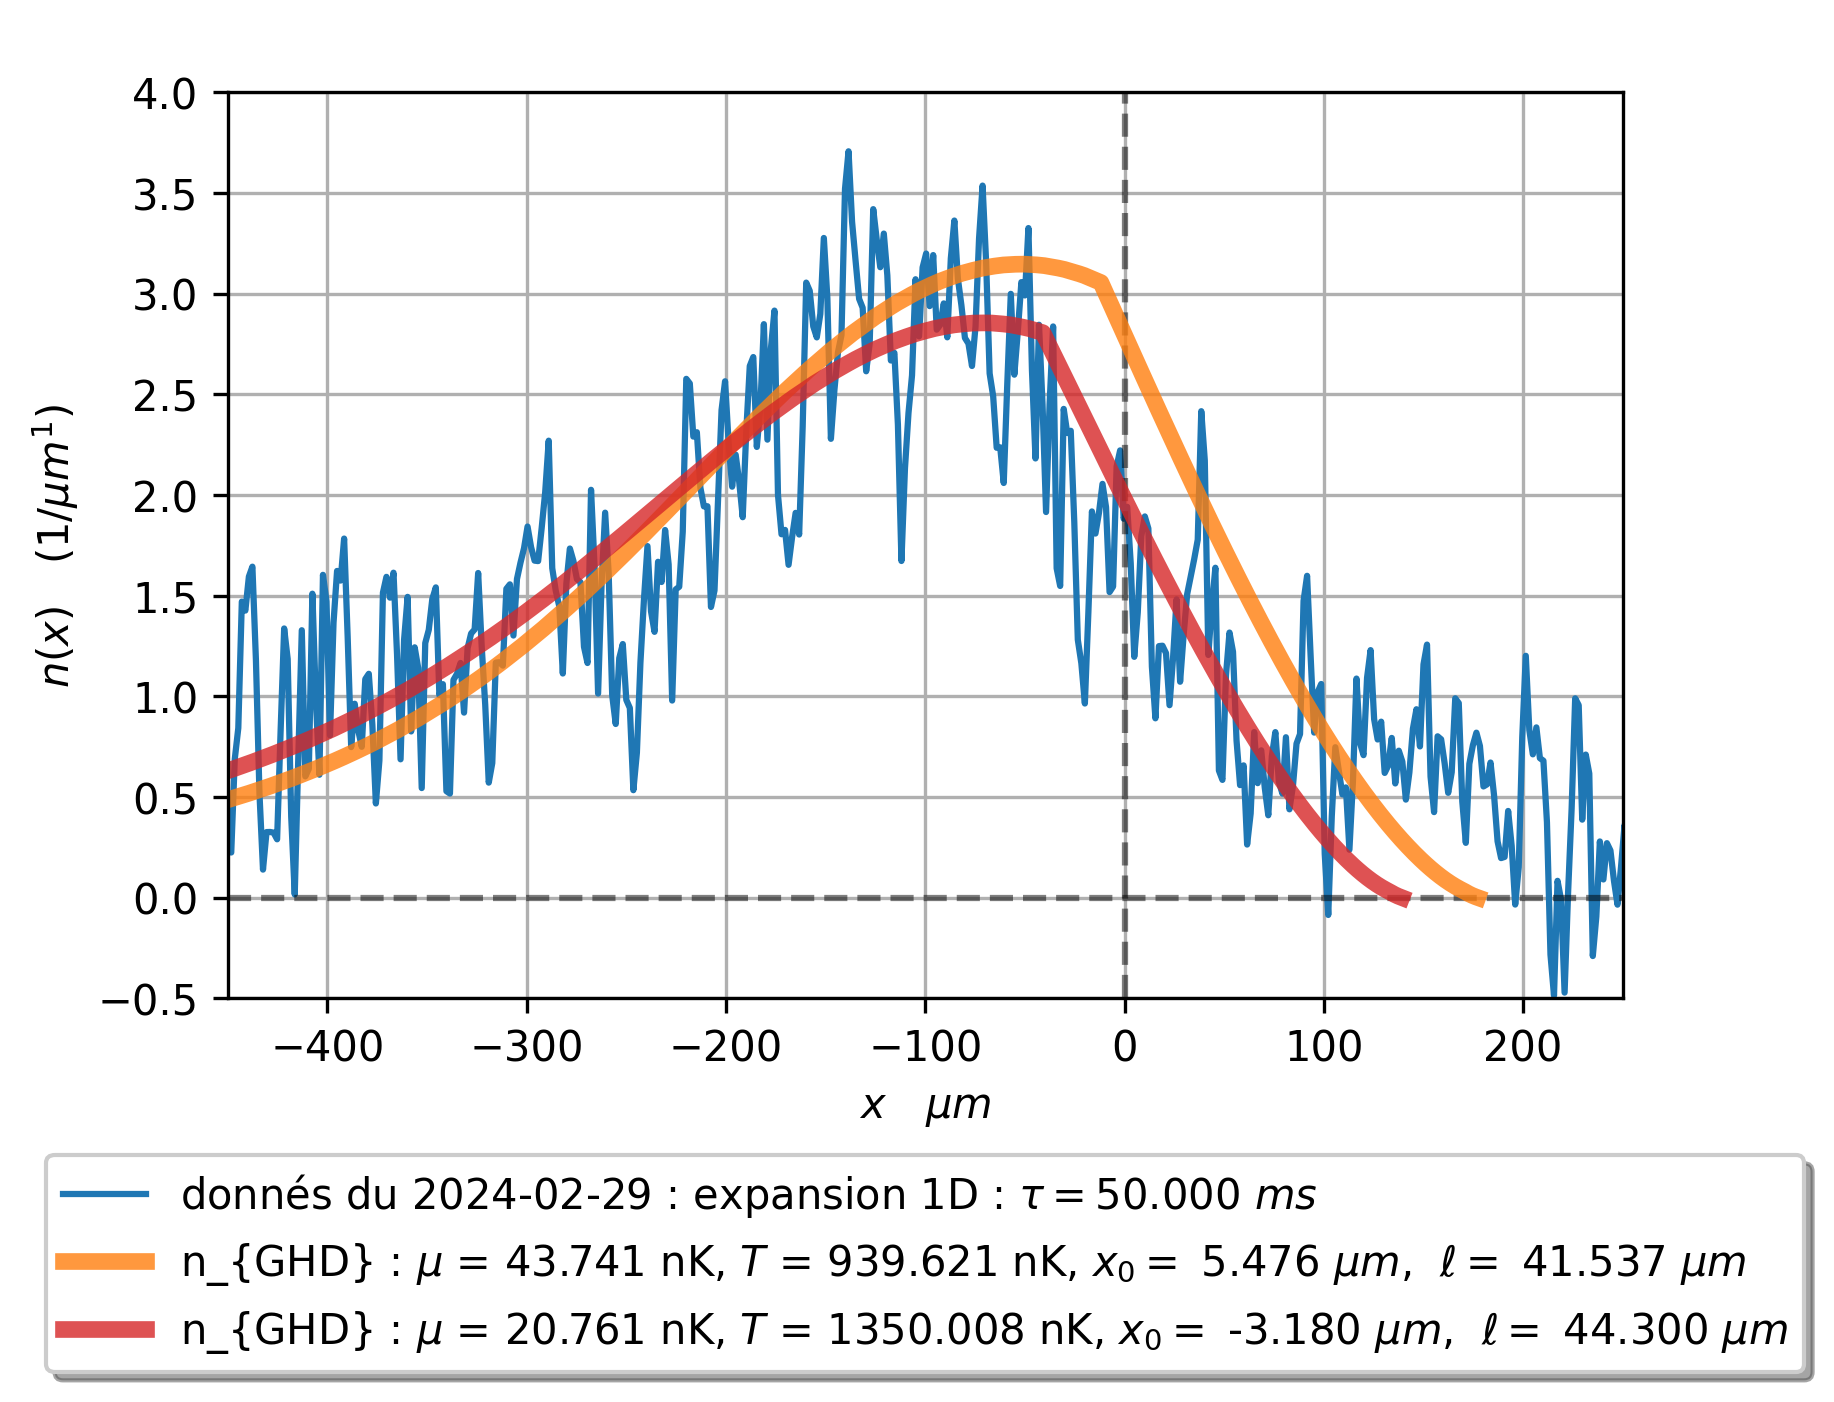 4.0
3.5
3.0
2.5
2.0
1.5
1.0
0.5
0.0
−0.5
n(x) (1/μm¹)
−400 −300 −200 −100 0 100 200
x μm
donnés du 2024-02-29 : expansion 1D : τ = 50.000 ms
n_{GHD} : μ = 43.741 nK, T = 939.621 nK, x₀ = 5.476 μm, ℓ = 41.537 μm
n_{GHD} : μ = 20.761 nK, T = 1350.008 nK, x₀ = -3.180 μm, ℓ = 44.300 μm